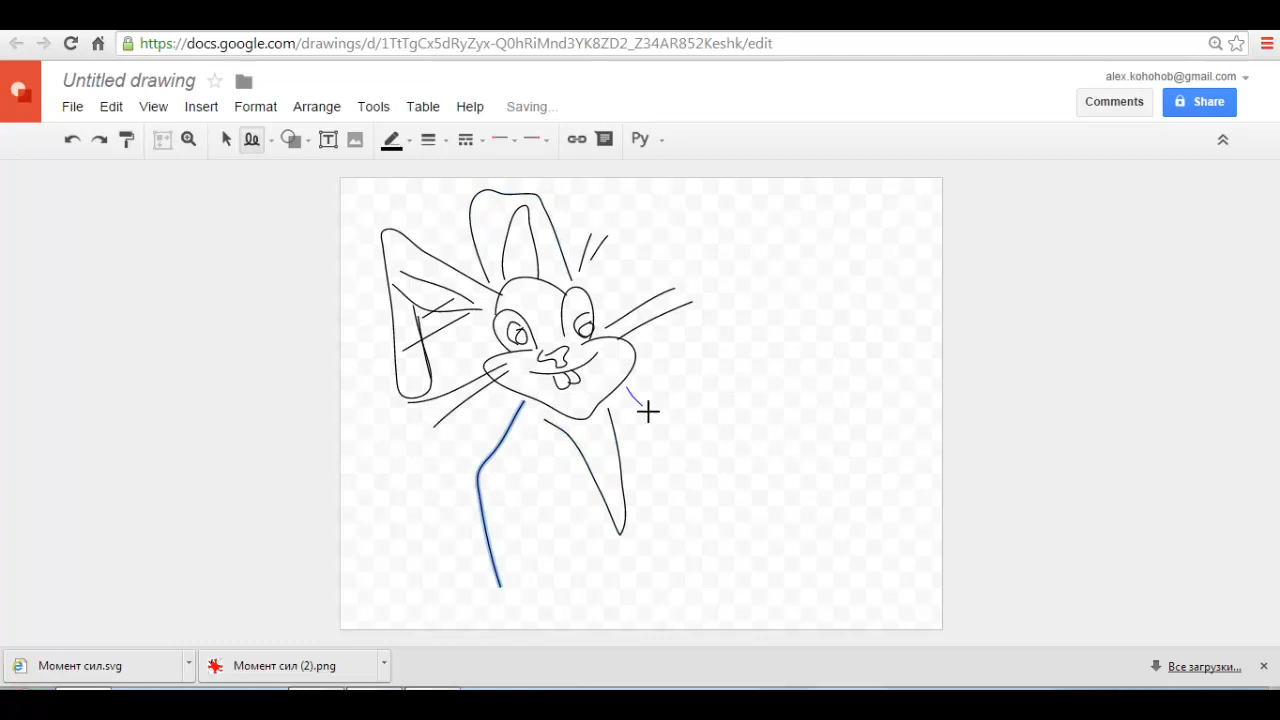 https://docs.google.com/drawings/d/1TtTgCx5dRyZyx-Q0hRiMnd3YK8ZD2_Z34AR852Keshk/edit
Untitled drawing
alex.kohohob@gmail.com
File Edit View Insert Format Arrange Tools Table Help Saving...
Comments
Share
T
Py
Момент сил.svg
Момент сил (2).png
Все загрузки...